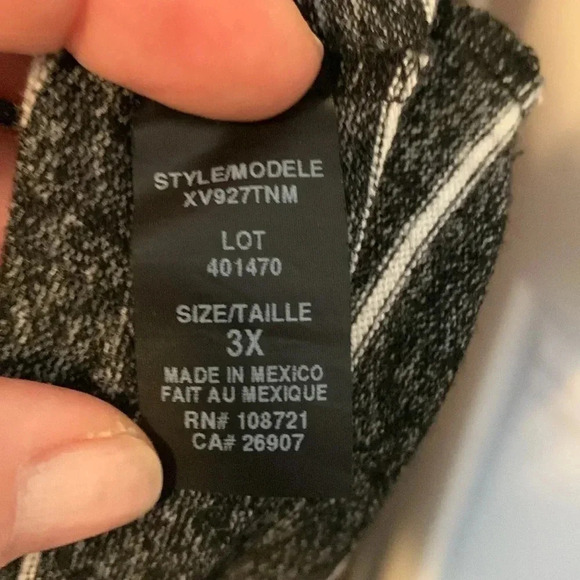 STYLE/MODELE
XV927TNM
LOT
401470
SIZE/TAILLE
3X
MADE IN MEXICO
FAIT AU MEXIQUE
RN# 108721
CA# 26907